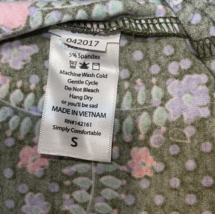 042017
5% Spandex
Machine Wash Cold
Gentle Cycle
Do Not Bleach
Hang Dry
or you'll be sad
MADE IN VIETNAM
RN#142161
Simply Comfortable
S